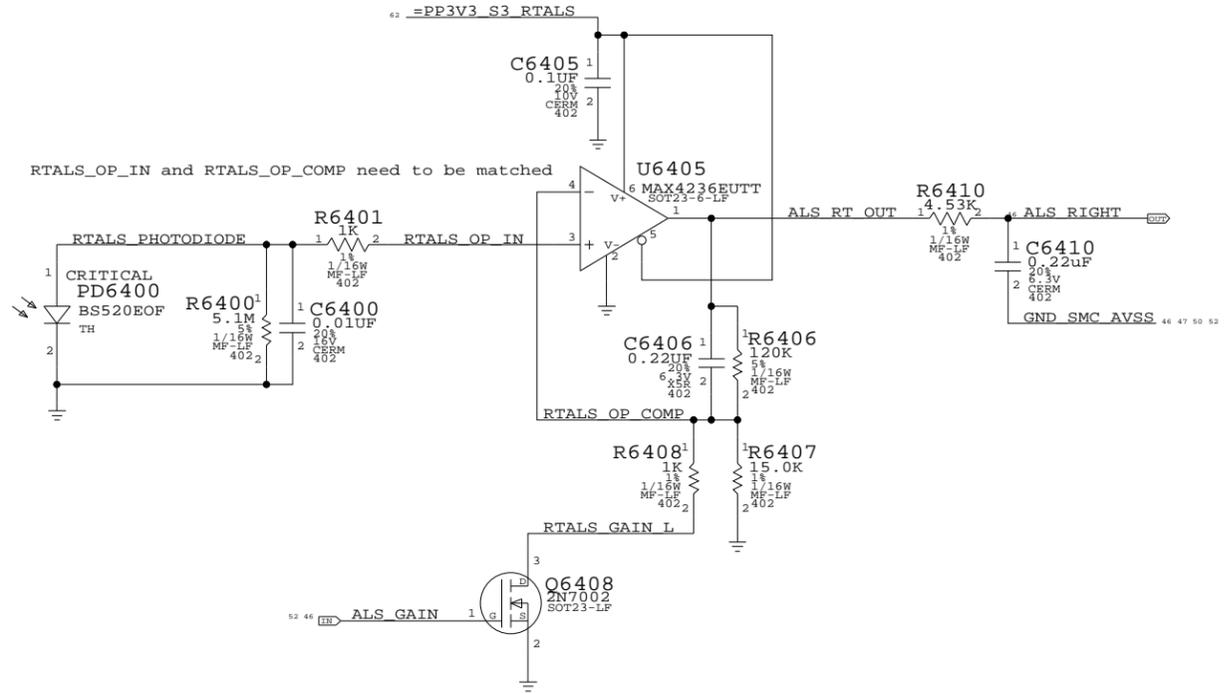 62 =PP3V3_S3_RTALS
C6405 1
0.1UF
20%
10V
CERM 2
402
RTALS_OP_IN and RTALS_OP_COMP need to be matched
U6405
4 − V+ 6 MAX4236EUTT
SOT23-6-LF
1 ALS_RT_OUT
3 + V- 5
2
R6410
4.53K
1 2
1%
1/16W
MF-LF
402
46 ALS_RIGHT OUT
R6401
1K
1 2
1%
1/16W
MF-LF
402
RTALS_PHOTODIODE
RTALS_OP_IN
1 CRITICAL
PD6400
BS520EOF
TH
2
R6400 1
5.1M
5%
1/16W
MF-LF
402 2
1
C6400
0.01UF
20%
16V
2 CERM
402
1 C6410
0.22uF
20%
6.3V
2 CERM
402
GND_SMC_AVSS 46 47 50 52
C6406 1
0.22UF
20%
6.3V 2
X5R
402
1 R6406
120K
5%
1/16W
MF-LF
2 402
RTALS_OP_COMP
R6408 1
1K
1%
1/16W
MF-LF
402 2
1 R6407
15.0K
1%
1/16W
MF-LF
2 402
RTALS_GAIN_L
3
D Q6408
2N7002
SOT23-LF
52 46 IN ALS_GAIN 1 G S
2